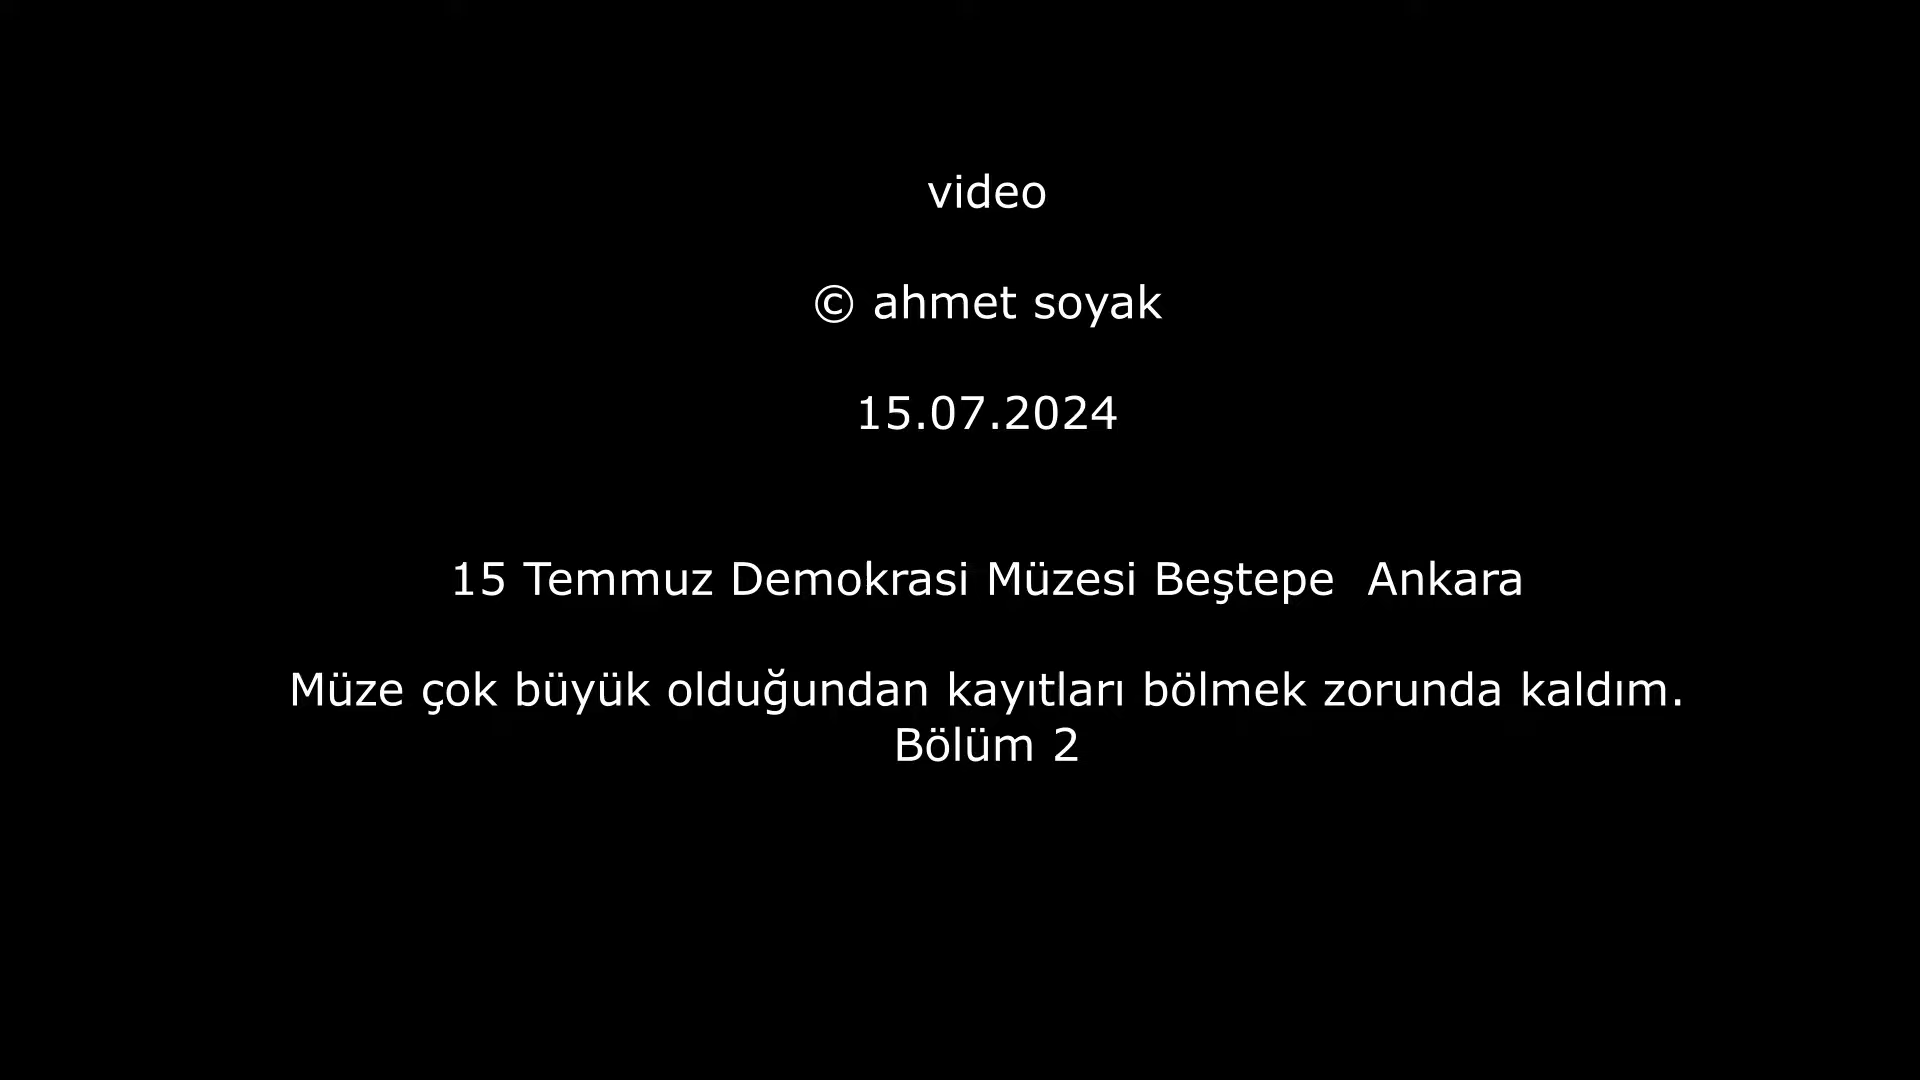 video
© ahmet soyak
15.07.2024
15 Temmuz Demokrasi Müzesi Beştepe  Ankara
Müze çok büyük olduğundan kayıtları bölmek zorunda kaldım.
Bölüm 2